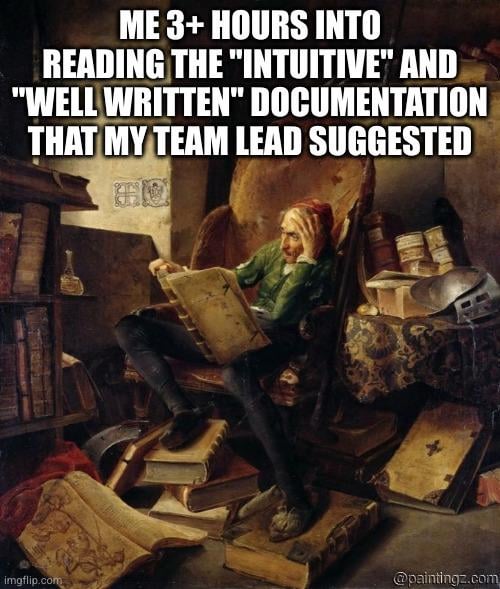 ME 3+ HOURS INTO
READING THE "INTUITIVE" AND
"WELL WRITTEN" DOCUMENTATION
THAT MY TEAM LEAD SUGGESTED
imgflip.com
@paintingz.com